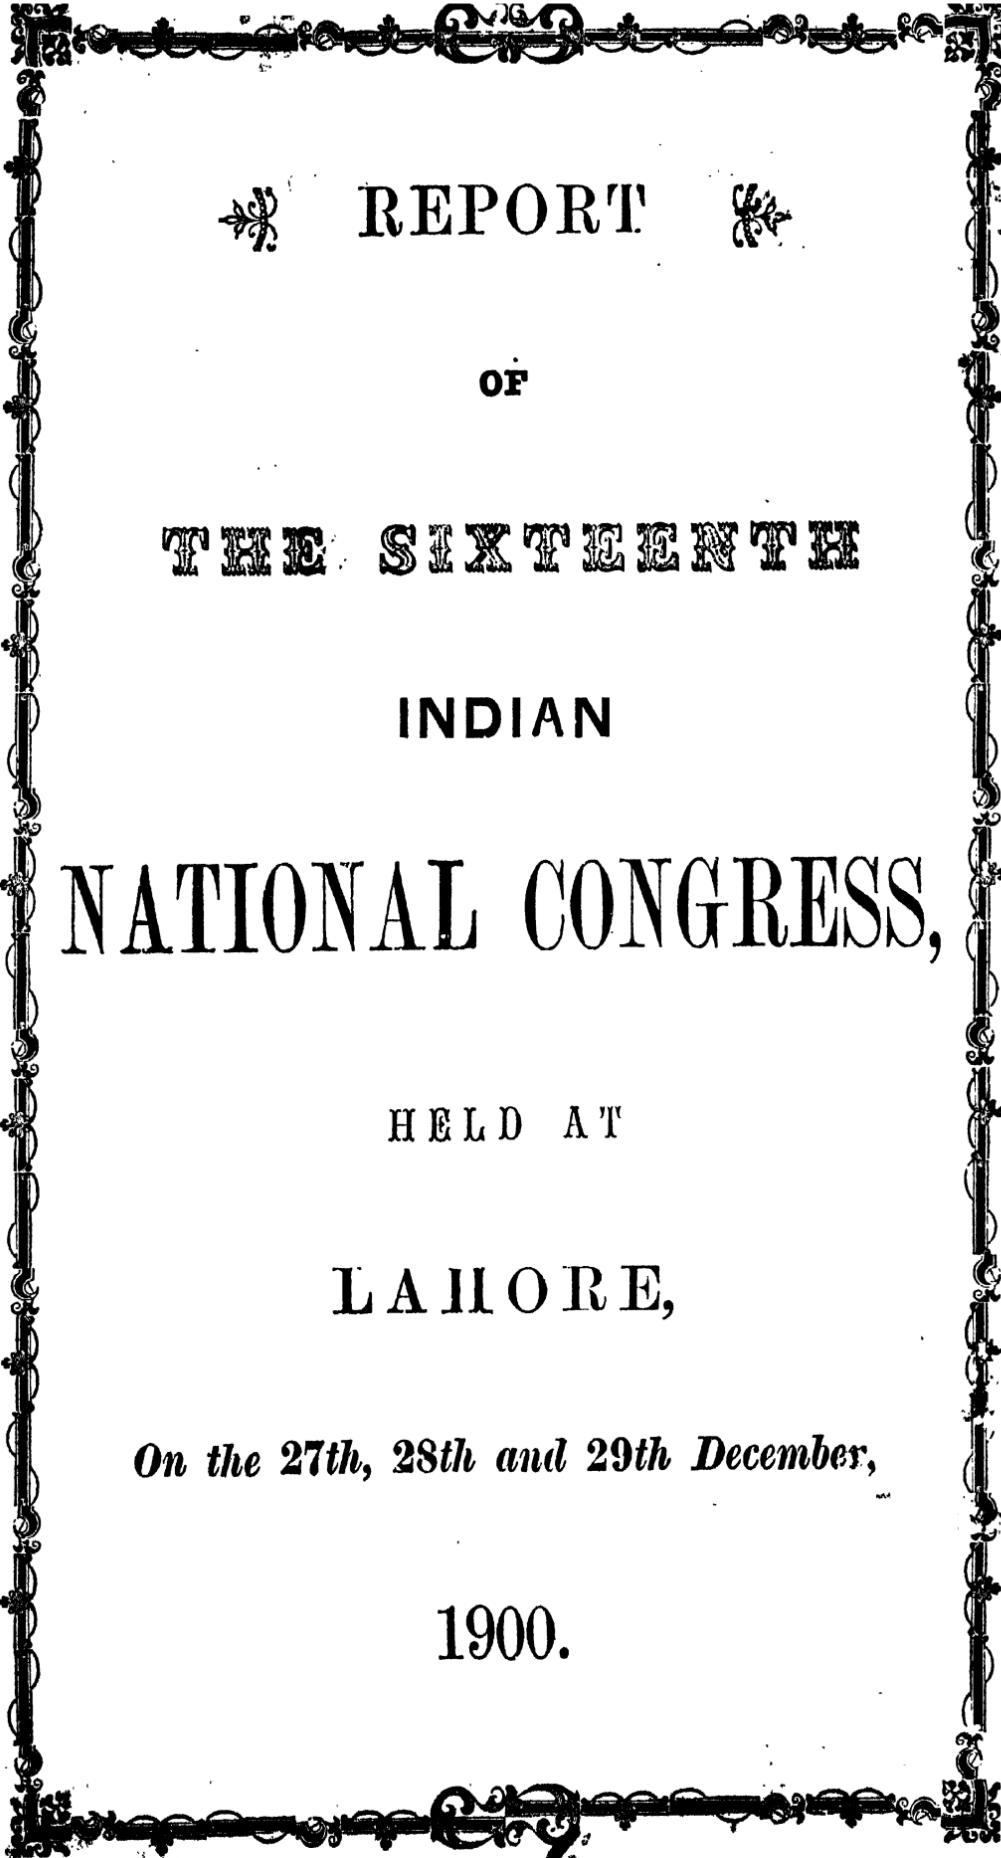 REPORT
OF
THE SIXTEENTH
INDIAN
NATIONAL CONGRESS,
HELD AT
LAHORE,
On the 27th, 28th and 29th December,
1900.